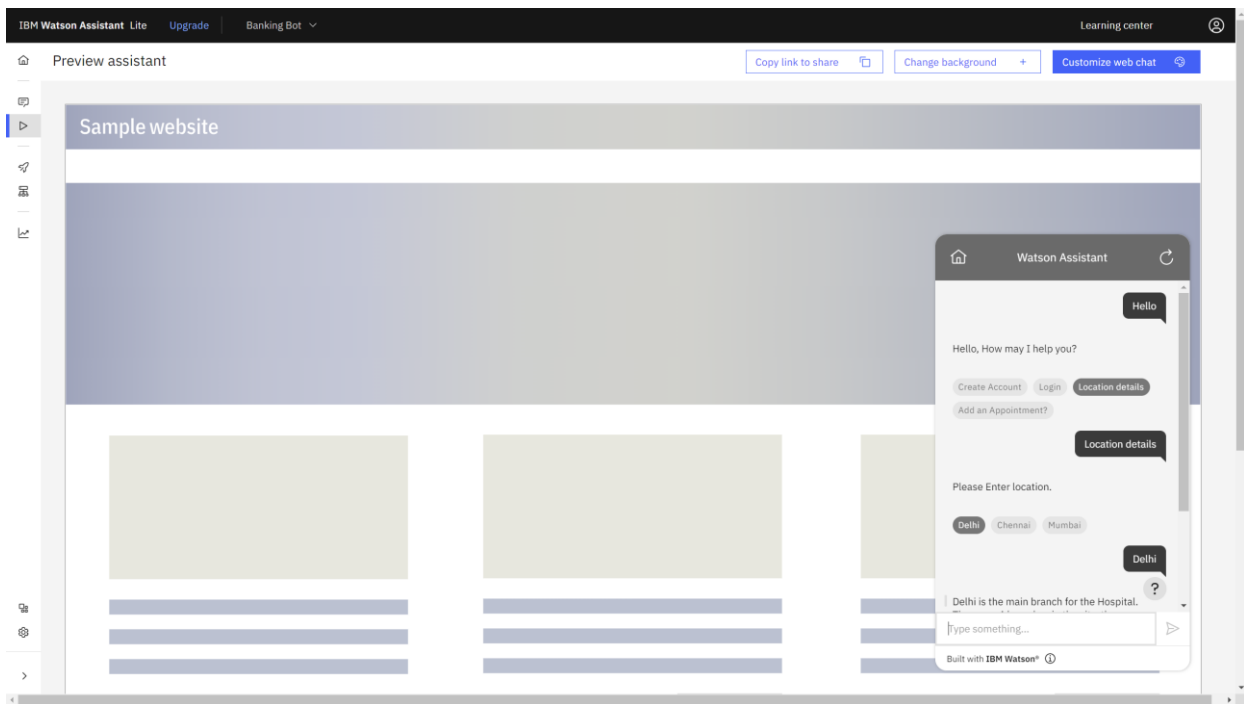 IBM Watson Assistant Lite Upgrade Banking Bot Learning center
Preview assistant Copy link to share Change background + Customize web chat
Sample website
Watson Assistant
Hello
Hello, How may I help you?
Create Account Login Location details
Add an Appointment?
Location details
Please Enter location.
Delhi Chennai Mumbai
Delhi
?
Delhi is the main branch for the Hospital.
Type something...
Built with IBM Watson®